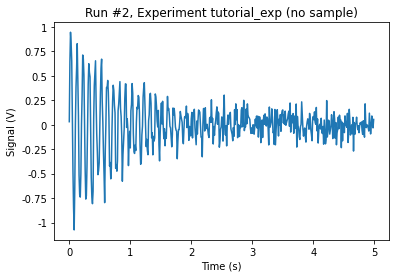 Run #2, Experiment tutorial_exp (no sample)
Signal (V)
1
0.75
0.5
0.25
0
-0.25
-0.5
-0.75
-1
0 1 2 3 4 5
Time (s)